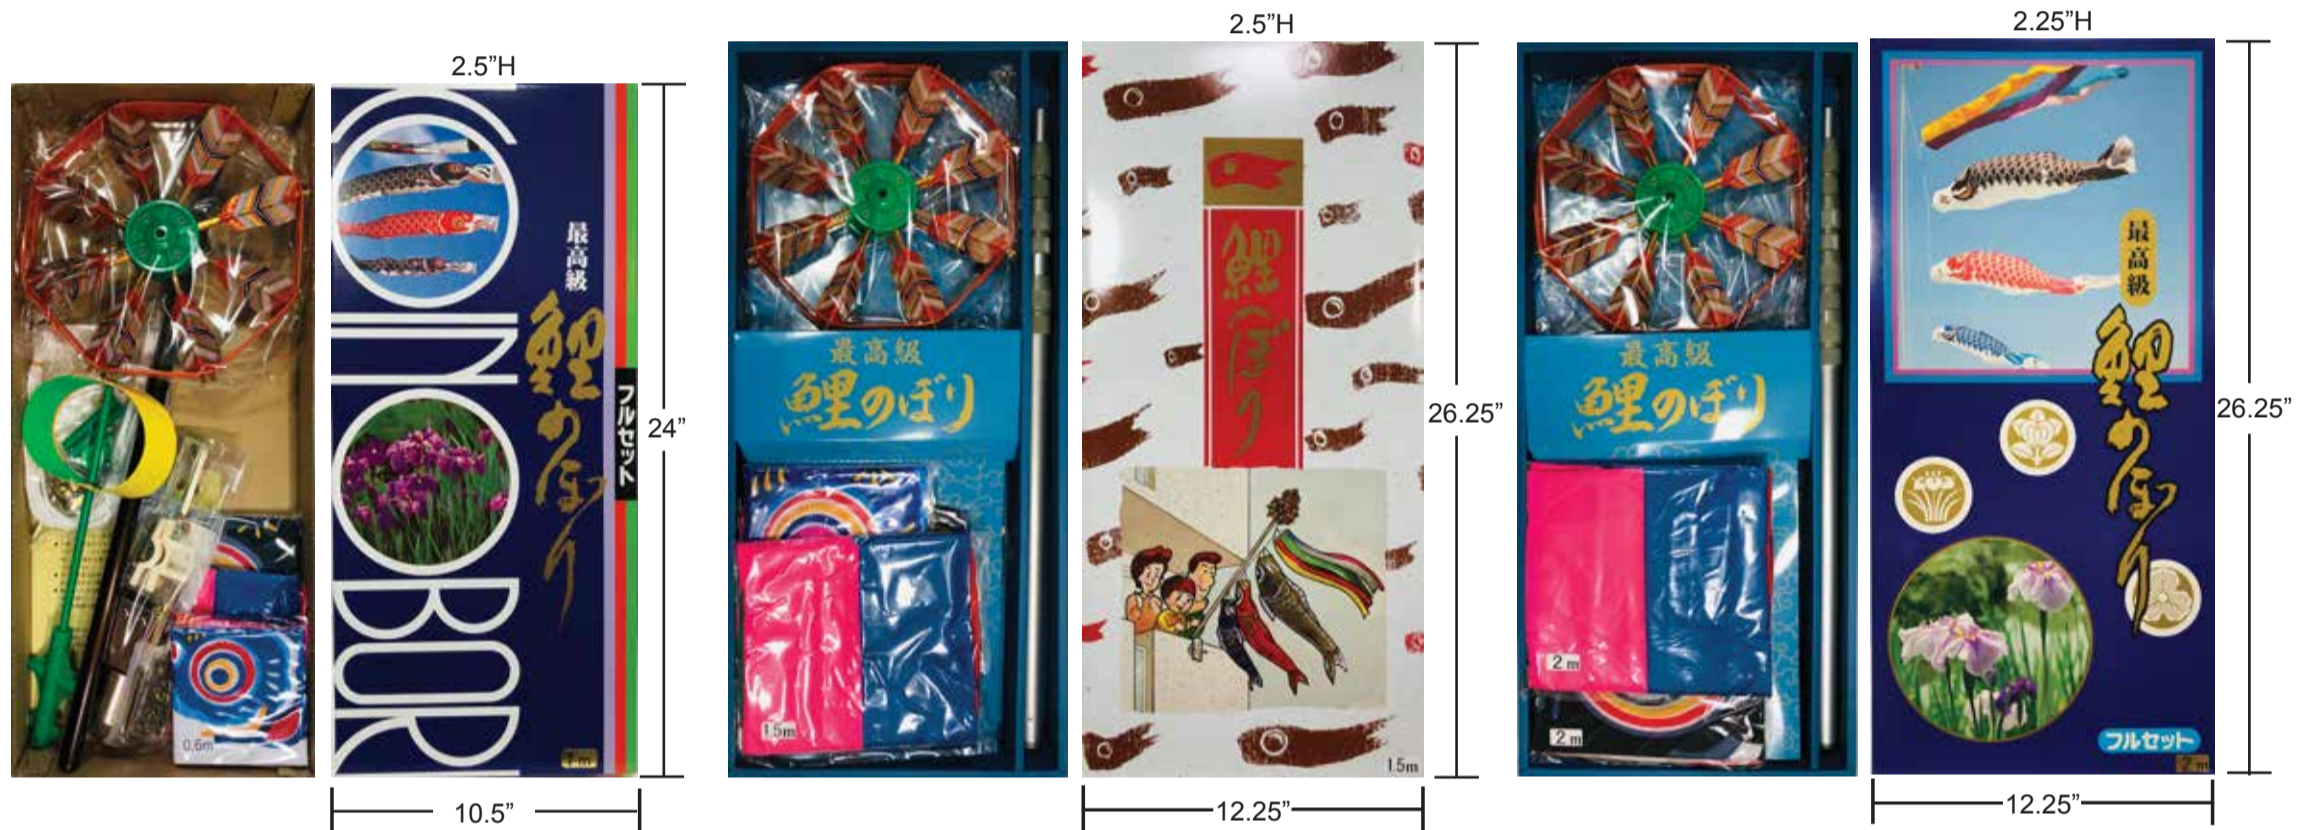 2.5”H
最高級
鯉のぼり
フルセット
KOINOBORI
1m
0.6m
24”
10.5”
2.5”H
最高級
鯉のぼり
1.5m
鯉のぼり
1.5m
26.25”
12.25”
2.25”H
最高級
鯉のぼり
2m
2m
最高級
鯉のぼり
フルセット
2m
26.25”
12.25”